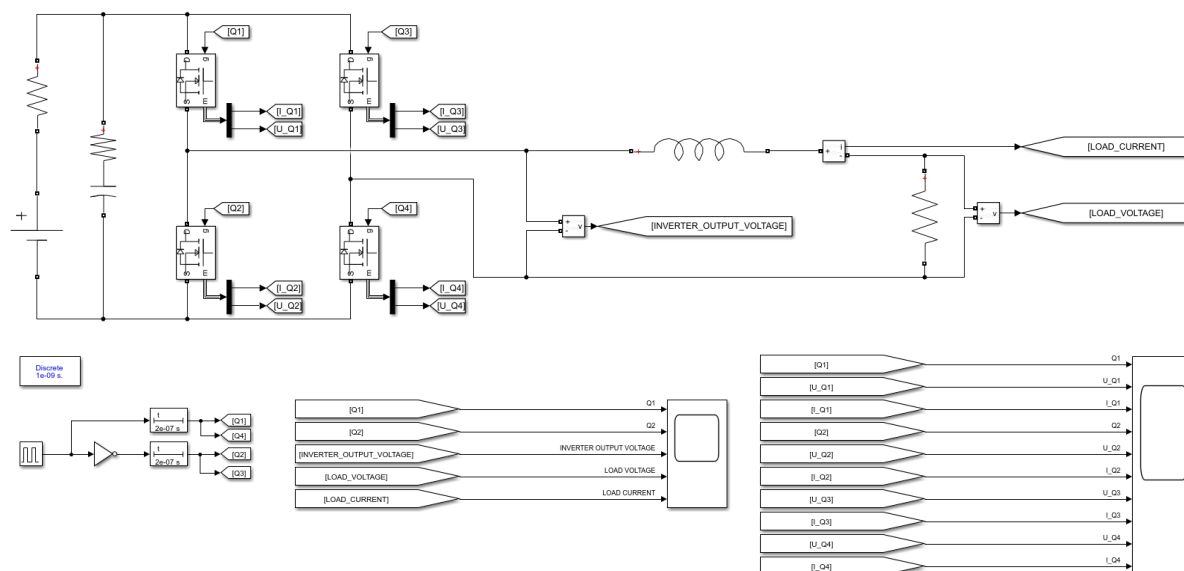 [Q1]
[Q3]
D
g
D
g
S
m
S
m
[I_Q1]
[U_Q1]
[I_Q3]
[U_Q3]
+
-
i
[LOAD_CURRENT]
[Q2]
[Q4]
D
g
D
g
S
m
S
m
+
-
v
[INVERTER_OUTPUT_VOLTAGE]
+
-
v
[LOAD_VOLTAGE]
+
[I_Q2]
[U_Q2]
[I_Q4]
[U_Q4]
Discrete
1e-09 s.
t
2e-07 s
[Q1]
[Q4]
t
2e-07 s
[Q2]
[Q3]
[Q1]
Q1
[Q2]
Q2
[INVERTER_OUTPUT_VOLTAGE]
INVERTER OUTPUT VOLTAGE
[LOAD_VOLTAGE]
LOAD VOLTAGE
[LOAD_CURRENT]
LOAD CURRENT
[Q1]
Q1
[U_Q1]
U_Q1
[I_Q1]
I_Q1
[Q2]
Q2
[U_Q2]
U_Q2
[I_Q2]
I_Q2
[U_Q3]
U_Q3
[I_Q3]
I_Q3
[U_Q4]
U_Q4
[I_Q4]
I_Q4